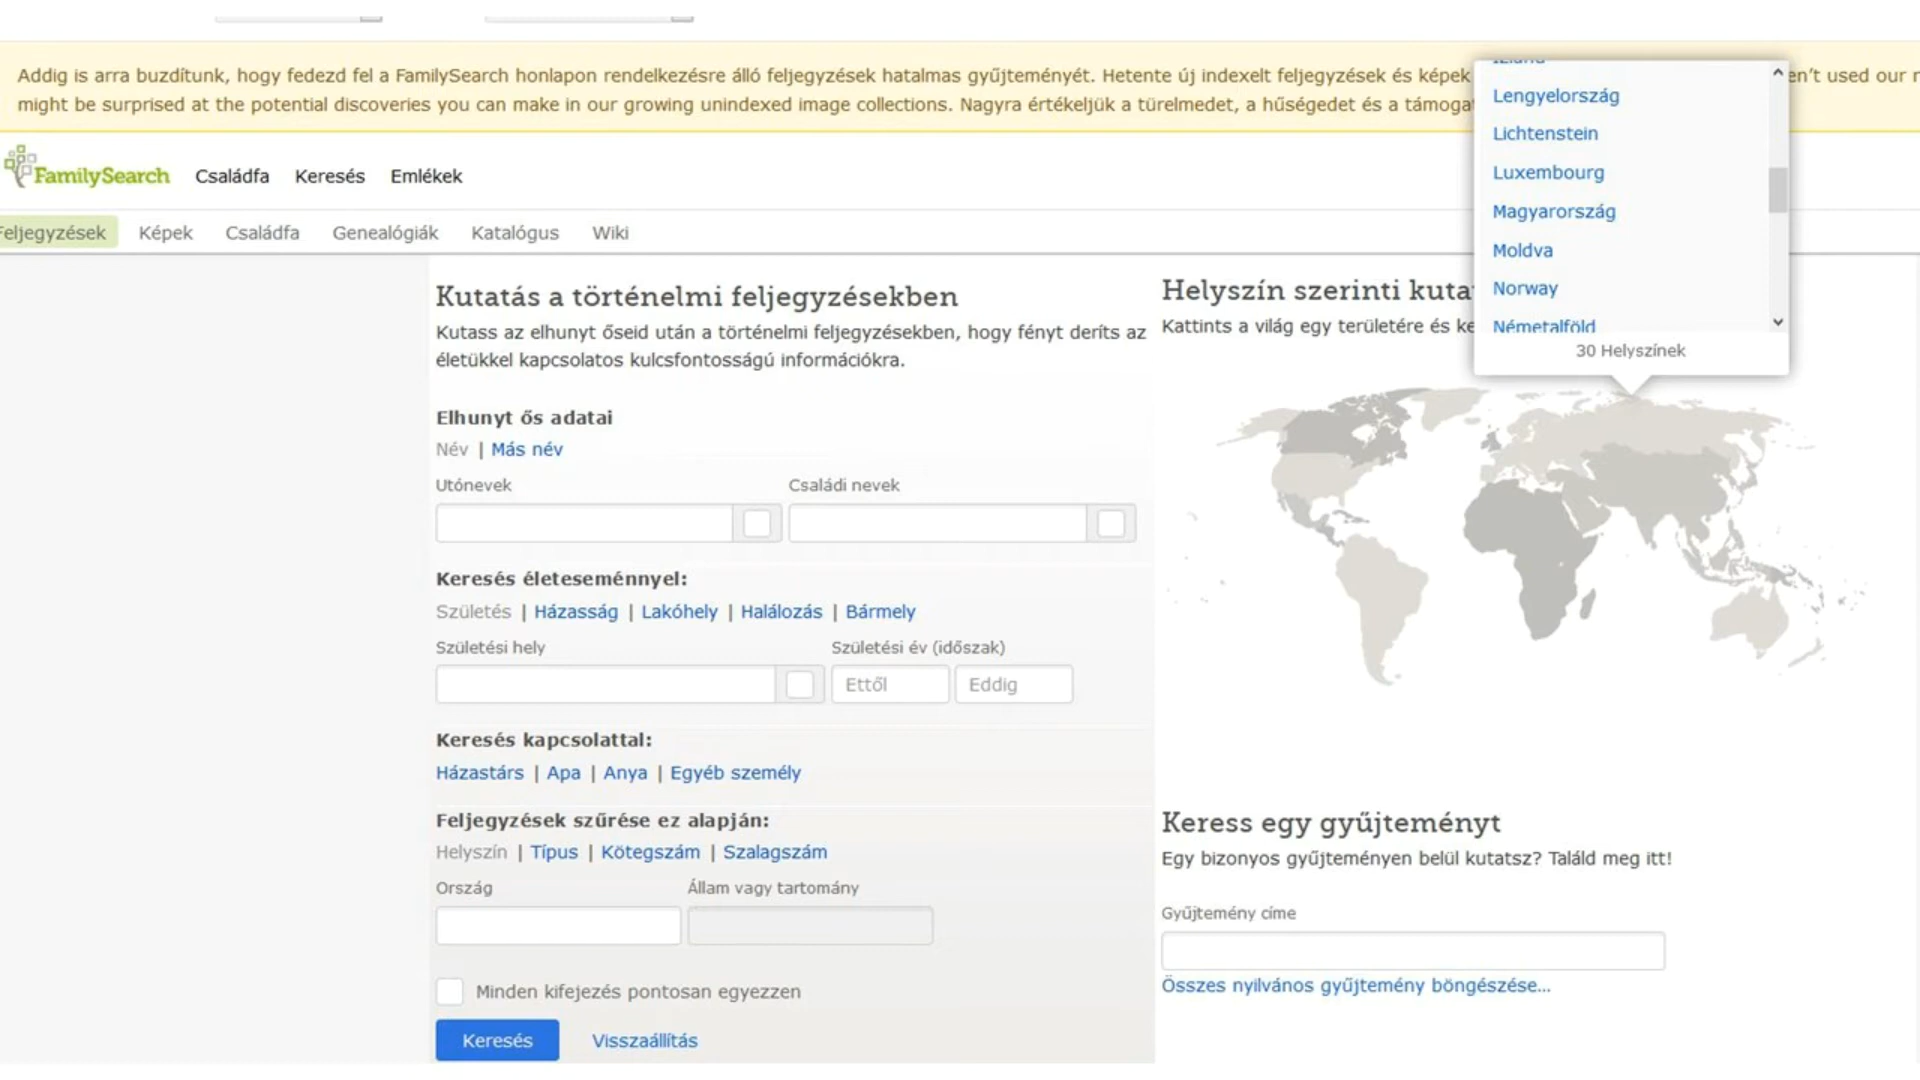 Addig is arra buzdítunk, hogy fedezd fel a FamilySearch honlapon rendelkezésre álló feljegyzések hatalmas gyűjteményét. Hetente új indexelt feljegyzések és képek en't used our
might be surprised at the potential discoveries you can make in our growing unindexed image collections. Nagyra értékeljük a türelmedet, a hűségedet és a
Lengyelország
Lichtenstein
Luxembourg
Magyarország
Moldva
Norway
Németalföld
30 Helyszínek
FamilySearch Családfa Keresés Emlékek
Feljegyzések Képek Családfa Genealógiák Katalógus Wiki
Kutatás a történelmi feljegyzésekben
Kutass az elhunyt őseid után a történelmi feljegyzésekben, hogy fényt deríts az
életükkel kapcsolatos kulcsfontosságú információkra.
Elhunyt ős adatai
Név | Más név
Utónevek Családi nevek
Keresés életeseménnyel:
Születés | Házasság | Lakóhely | Halálozás | Bármely
Születési hely Születési év (időszak)
Ettől Eddig
Keresés kapcsolattal:
Házastárs | Apa | Anya | Egyéb személy
Feljegyzések szűrése ez alapján:
Helyszín | Típus | Kötegszám | Szalagszám
Ország Állam vagy tartomány
Minden kifejezés pontosan egyezzen
Keresés Visszaállítás
Helyszín szerinti
Kattints a világ egy területére és
Keress egy gyűjteményt
Egy bizonyos gyűjteményen belül kutatsz? Találd meg itt!
Gyűjtemény címe
Összes nyilvános gyűjtemény böngészése...